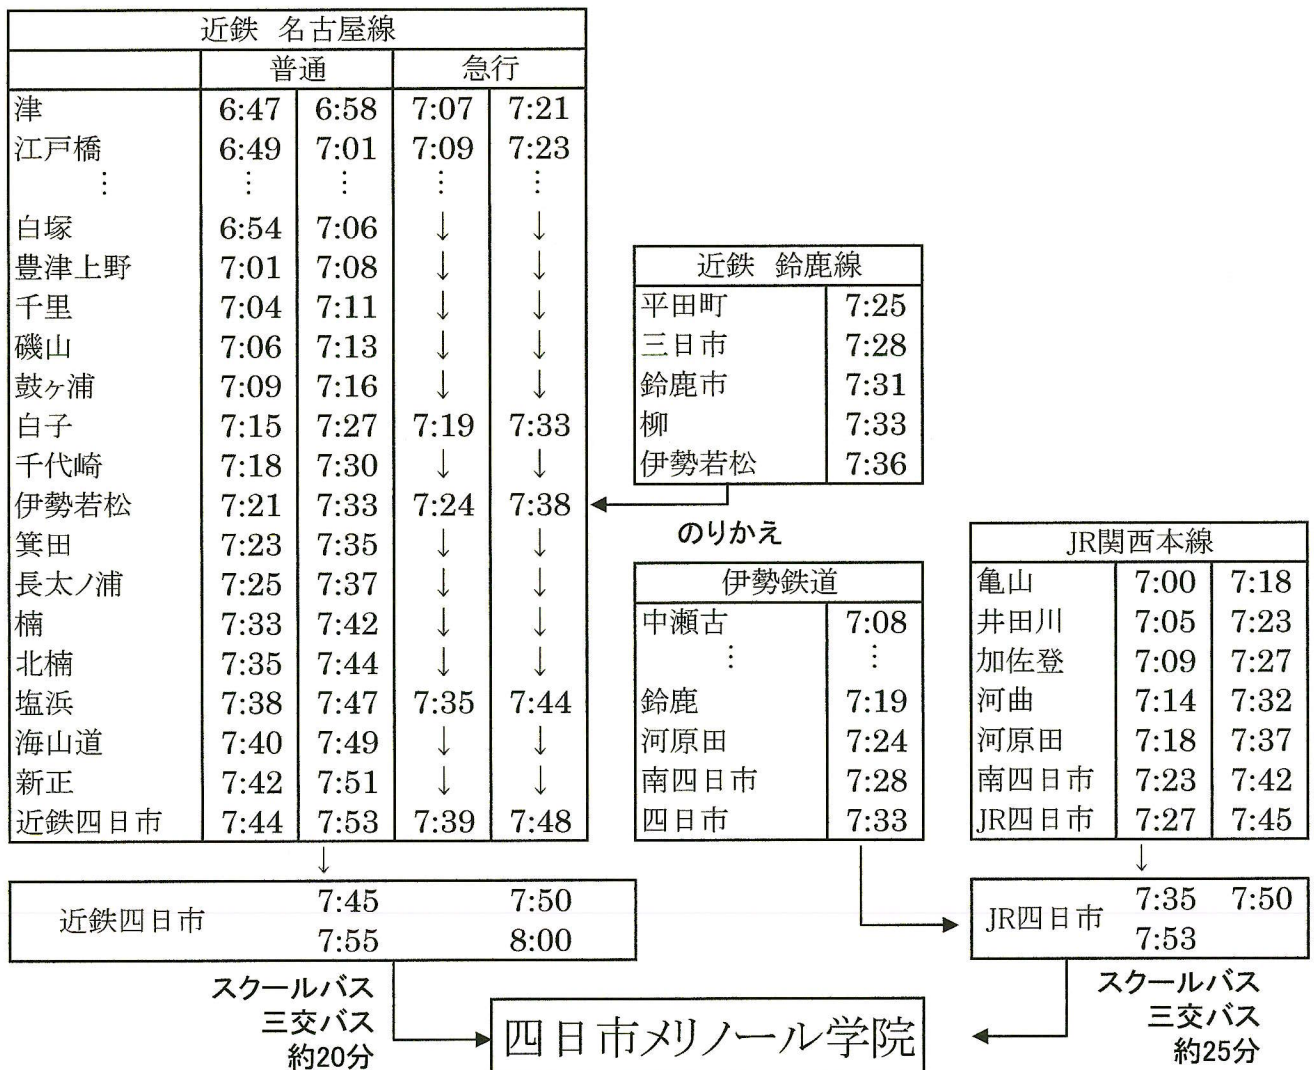 近鉄 名古屋線
普通 急行
津 6:47 6:58 7:07 7:21
江戸橋 6:49 7:01 7:09 7:23
⋮ ⋮ ⋮ ⋮ ⋮
白塚 6:54 7:06 ↓ ↓
豊津上野 7:01 7:08 ↓ ↓
千里 7:04 7:11 ↓ ↓
磯山 7:06 7:13 ↓ ↓
鼓ヶ浦 7:09 7:16 ↓ ↓
白子 7:15 7:27 7:19 7:33
千代崎 7:18 7:30 ↓ ↓
伊勢若松 7:21 7:33 7:24 7:38
箕田 7:23 7:35 ↓ ↓
長太ノ浦 7:25 7:37 ↓ ↓
楠 7:33 7:42 ↓ ↓
北楠 7:35 7:44 ↓ ↓
塩浜 7:38 7:47 7:35 7:44
海山道 7:40 7:49 ↓ ↓
新正 7:42 7:51 ↓ ↓
近鉄四日市 7:44 7:53 7:39 7:48
近鉄 鈴鹿線
平田町 7:25
三日市 7:28
鈴鹿市 7:31
柳 7:33
伊勢若松 7:36
のりかえ
伊勢鉄道
中瀬古 7:08
⋮ ⋮
鈴鹿 7:19
河原田 7:24
南四日市 7:28
四日市 7:33
JR関西本線
亀山 7:00 7:18
井田川 7:05 7:23
加佐登 7:09 7:27
河曲 7:14 7:32
河原田 7:18 7:37
南四日市 7:23 7:42
JR四日市 7:27 7:45
近鉄四日市
7:45 7:50
7:55 8:00
JR四日市
7:35 7:50
7:53
スクールバス
三交バス
約20分
四日市メリノール学院
スクールバス
三交バス
約25分